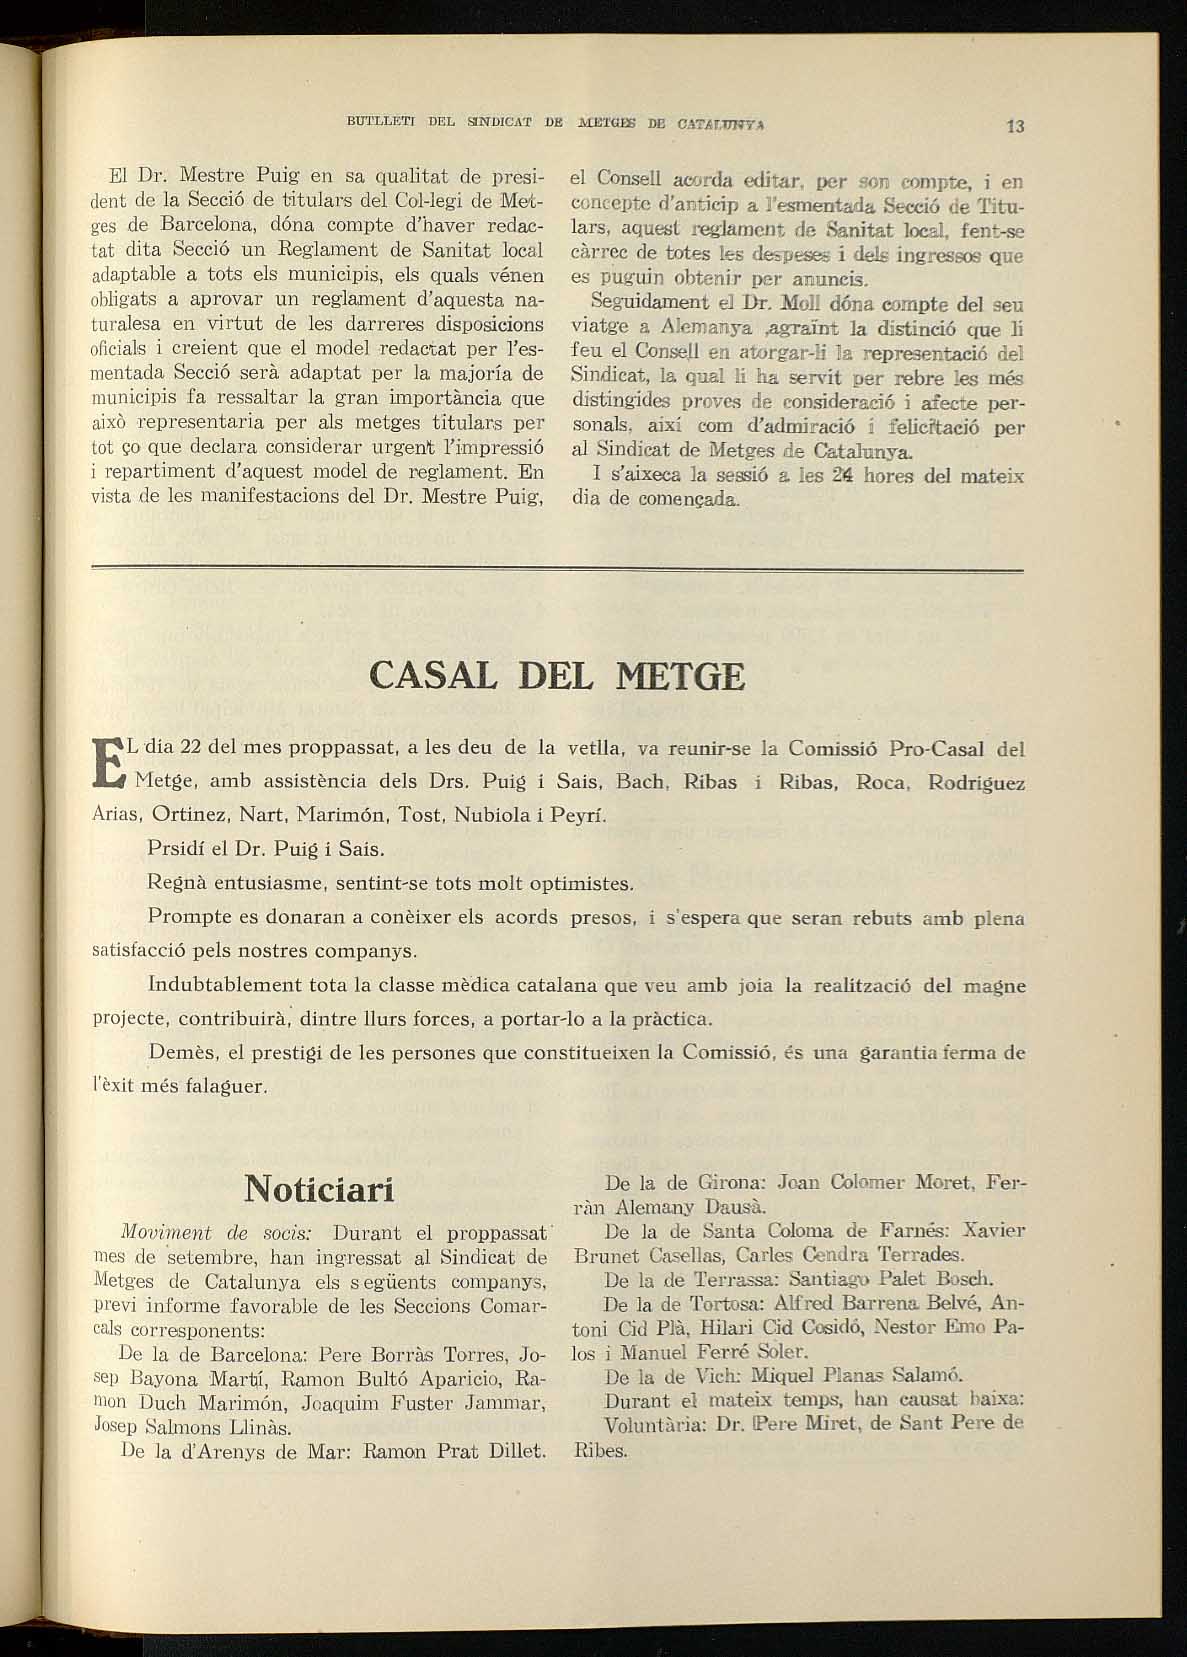 BUTLLETI DEL SINDICAT DE METGES DE CATALUNYA
13
El Dr. Mestre Puig en sa qualitat de presi-
dent de la Secció de titulars del Col-legi de Met-
ges de Barcelona, dóna compte d'haver redac-
tat dita Secció un Reglament de Sanitat local
adaptable a tots els municipis, els quals vénen
obligats a aprovar un reglament d'aquesta na-
turalesa en virtut de les darreres disposicions
oficials i creient que el model redactat per l'es-
mentada Secció serà adaptat per la majoría de
municipis fa ressaltar la gran importància que
això representaria per als metges titulars per
tot ço que declara considerar urgent l'impressió
i repartiment d'aquest model de reglament. En
vista de les manifestacions del Dr. Mestre Puig,
el Consell acorda editar, per son compte, i en
concepte d'anticip a l'esmentada Secció de Titu-
lars, aquest reglament de Sanitat local, fent-se
càrrec de totes les despeses i dels ingressos que
es puguin obtenir per anuncis.
Seguidament el Dr. Moll dóna compte del seu
viatge a Alemanya ,agraïnt la distinció que li
feu el Consell en atorgar-li la representació del
Sindicat, la qual li ha servit per rebre les més
distingides proves de consideració i afecte per-
sonals, així com d'admiració i felicitació per
al Sindicat de Metges de Catalunya.
I s'aixeca la sessió a les 24 hores del mateix
dia de començada.
CASAL DEL METGE
EL dia 22 del mes proppassat, a les deu de la vetlla, va reunir-se la Comissió Pro-Casal del
Metge, amb assistència dels Drs. Puig i Sais, Bach, Ribas i Ribas, Roca, Rodriguez
Arias, Ortinez, Nart, Marimón, Tost, Nubiola i Peyrí.
Prsidí el Dr. Puig i Sais.
Regnà entusiasme, sentint-se tots molt optimistes.
Prompte es donaran a conèixer els acords presos, i s'espera que seran rebuts amb plena
satisfacció pels nostres companys.
Indubtablement tota la classe mèdica catalana que veu amb joia la realització del magne
projecte, contribuirà, dintre llurs forces, a portar-lo a la pràctica.
Demès, el prestigi de les persones que constitueixen la Comissió, és una garantia ferma de
l'èxit més falaguer.
Noticiari
Moviment de socis: Durant el proppassat
mes de setembre, han ingressat al Sindicat de
Metges de Catalunya els següents companys,
previ informe favorable de les Seccions Comar-
cals corresponents:
De la de Barcelona: Pere Borràs Torres, Jo-
sep Bayona Martí, Ramon Bultó Aparicio, Ra-
mon Duch Marimón, Joaquim Fuster Jammar,
Josep Salmons Llinàs.
De la d'Arenys de Mar: Ramon Prat Dillet.
De la de Girona: Joan Colomer Moret, Fer-
ràn Alemany Dausà.
De la de Santa Coloma de Farnés: Xavier
Brunet Casellas, Carles Cendra Terrades.
De la de Terrassa: Santiago Palet Bosch.
De la de Tortosa: Alfred Barrena Belvé, An-
toni Cid Plà, Hilari Cid Cosidó, Nestor Emo Pa-
los i Manuel Ferré Soler.
De la de Vich: Miquel Planas Salamó.
Durant el mateix temps, han causat baixa:
Voluntària: Dr. Pere Miret, de Sant Pere de
Ribes.